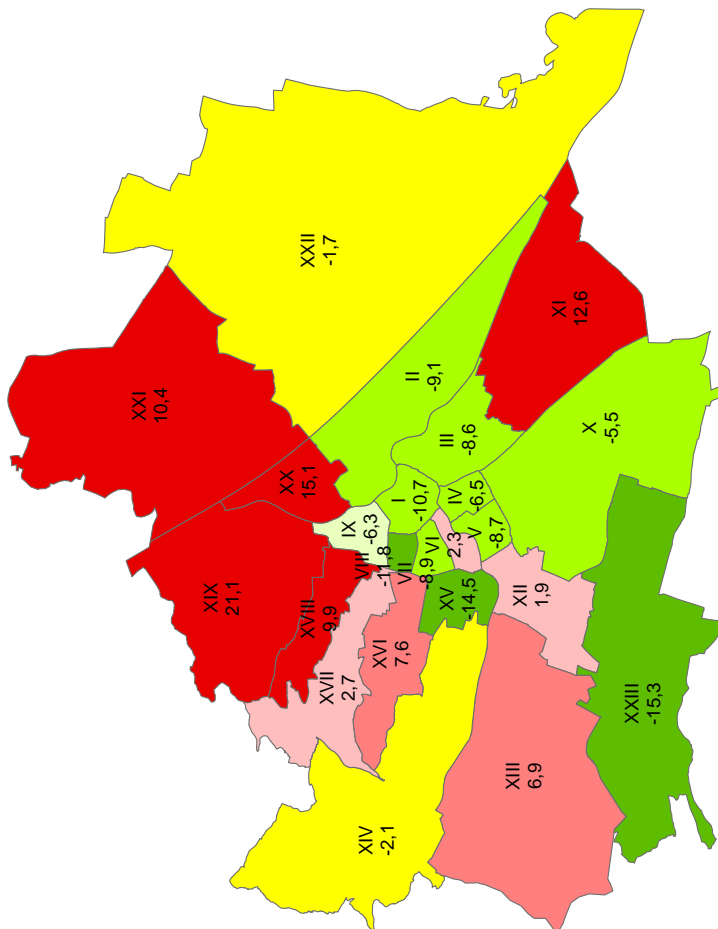 XXII
-1,7
XI
12,6
II
-9,1
XXI
10,4
X
-5,5
III
-8,6
XX
15,1
I
-10,7
IV
-6,5
IX
-6,3
V
-8,7
VI
2,3
VIII
-11,8
VII
-8,9
XIX
21,1
XVIII
9,9
XV
-14,5
XII
1,9
XVI
7,6
XVII
2,7
XXIII
-15,3
XIII
6,9
XIV
-2,1